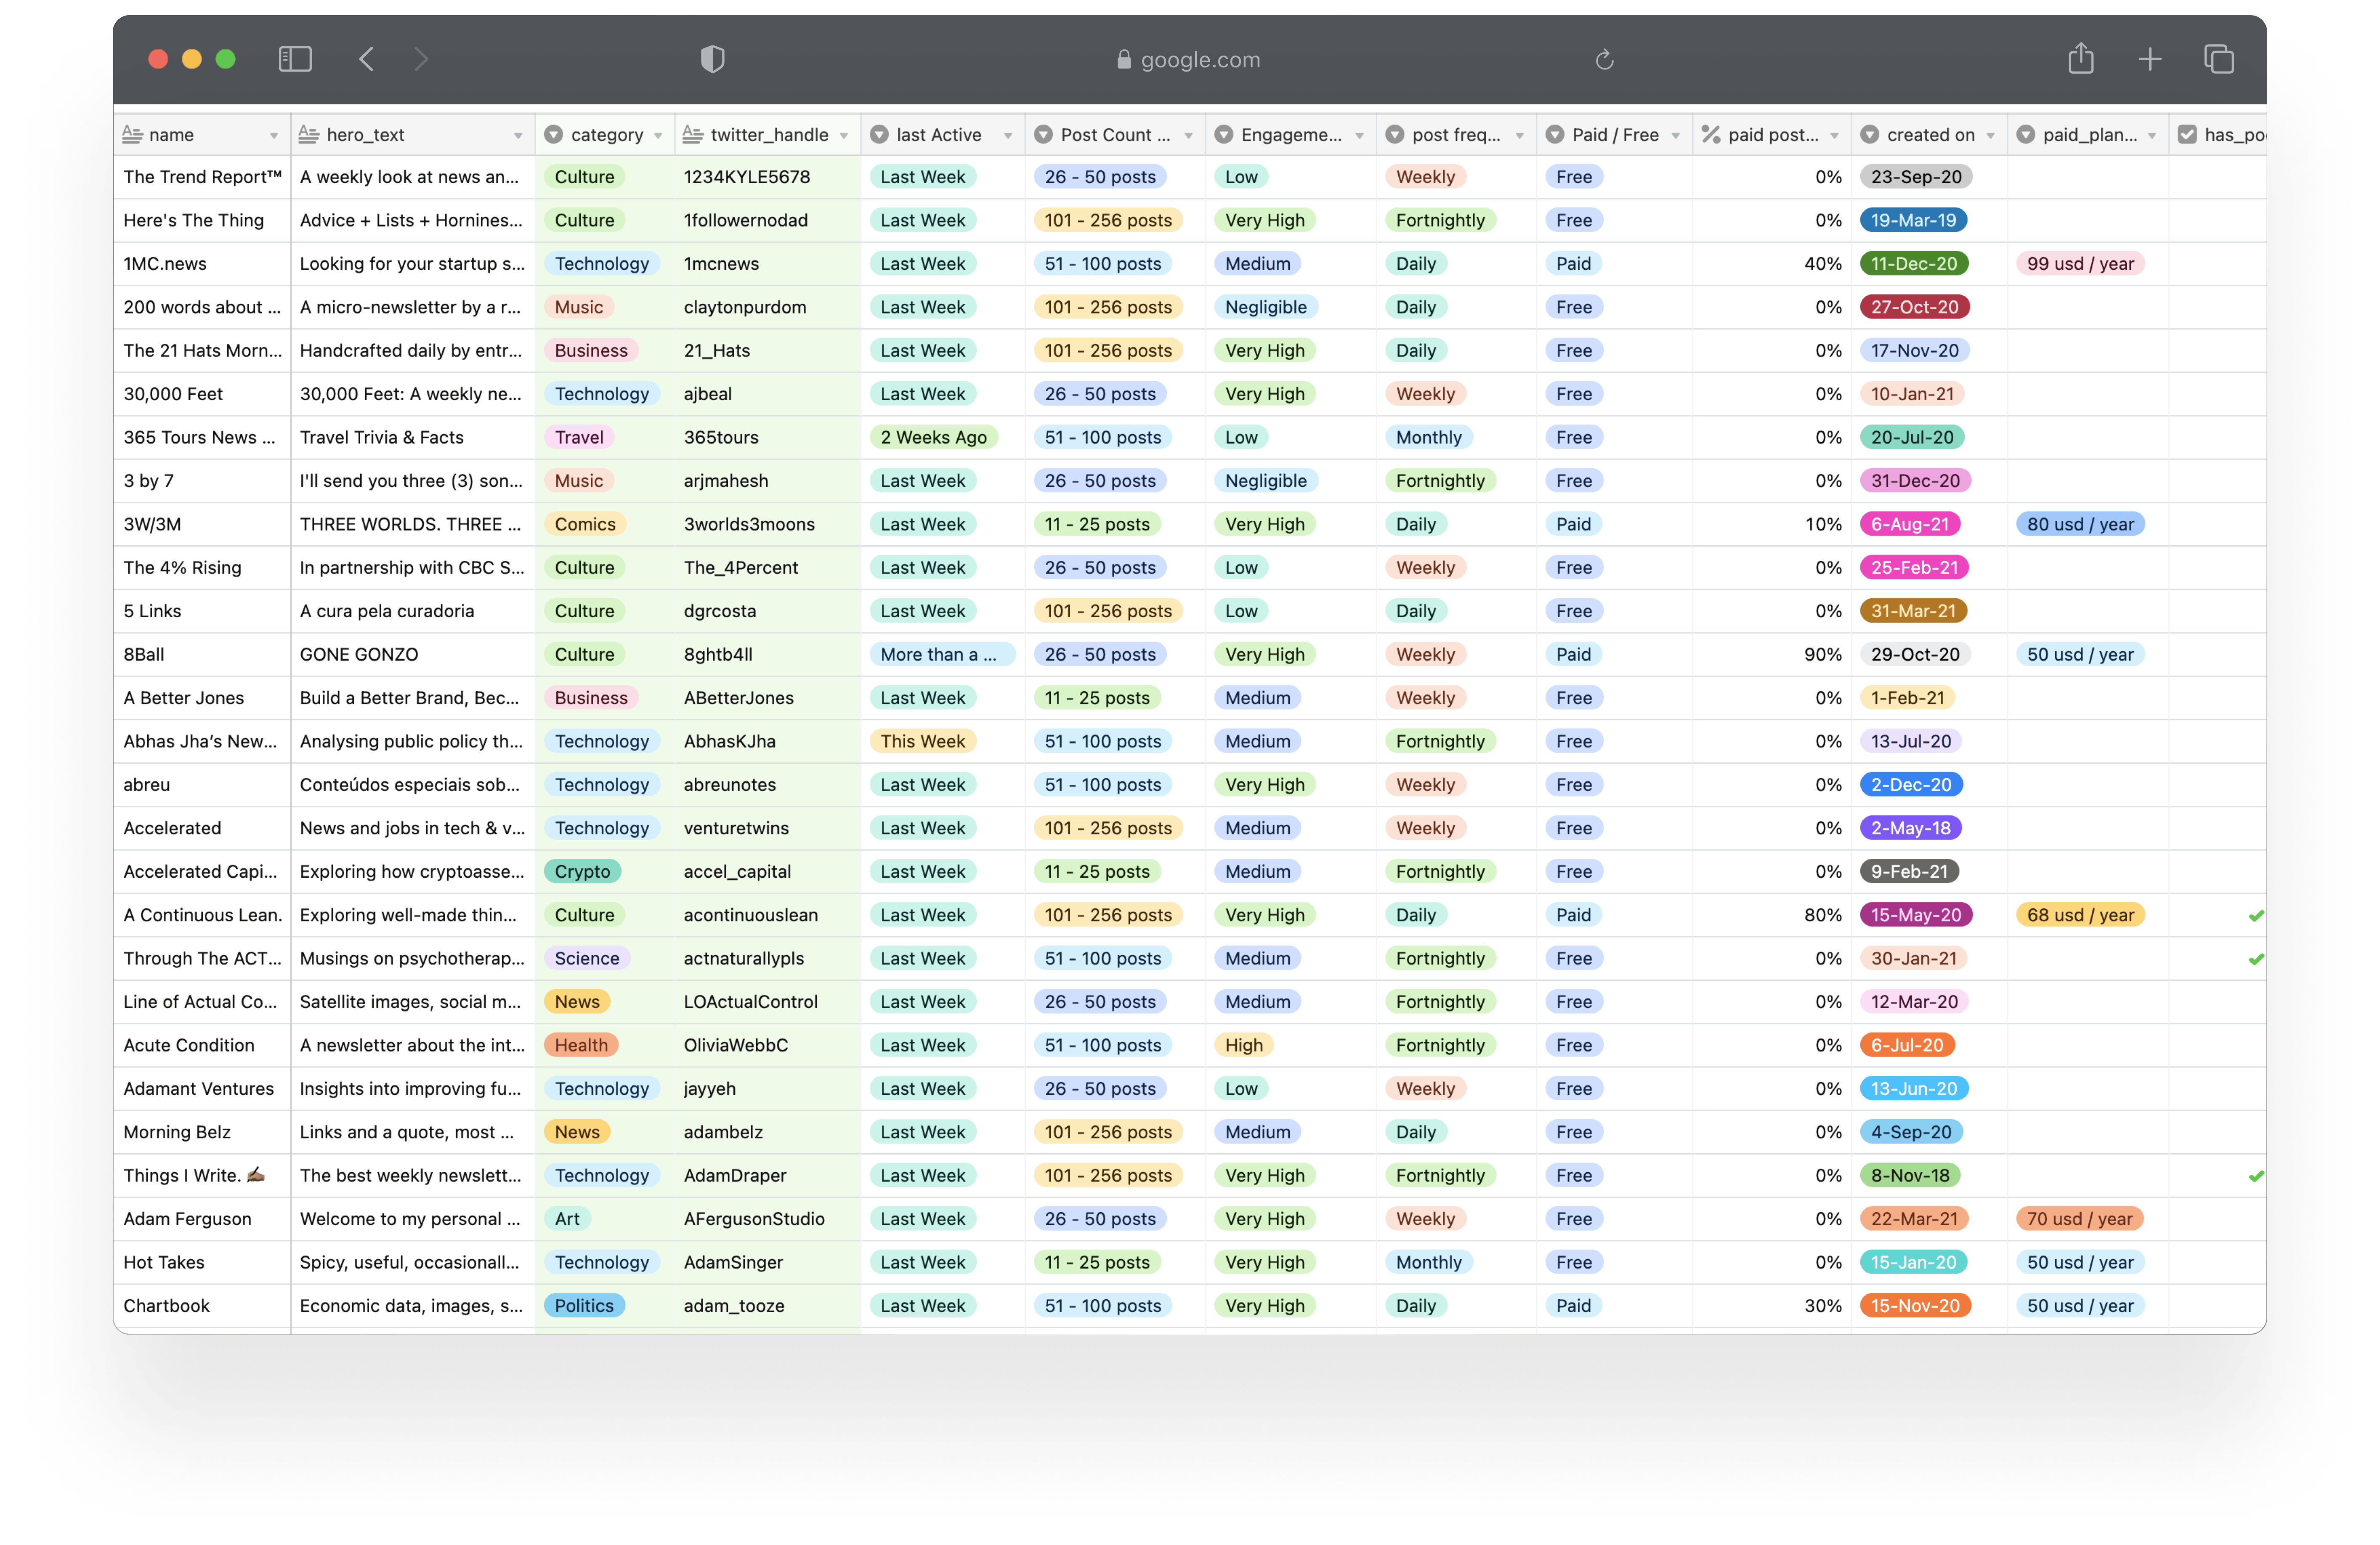 google.com
name hero_text category twitter_handle last Active Post Count ... Engageme... post freq... Paid / Free paid post... created on paid_plan... has_po
The Trend Report™ A weekly look at news an... Culture 1234KYLE5678 Last Week 26 - 50 posts Low Weekly Free 0% 23-Sep-20
Here's The Thing Advice + Lists + Hornines... Culture 1followernodad Last Week 101 - 256 posts Very High Fortnightly Free 0% 19-Mar-19
1MC.news Looking for your startup s... Technology 1mcnews Last Week 51 - 100 posts Medium Daily Paid 40% 11-Dec-20 99 usd / year
200 words about ... A micro-newsletter by a r... Music claytonpurdom Last Week 101 - 256 posts Negligible Daily Free 0% 27-Oct-20
The 21 Hats Morn... Handcrafted daily by entr... Business 21_Hats Last Week 101 - 256 posts Very High Daily Free 0% 17-Nov-20
30,000 Feet 30,000 Feet: A weekly ne... Technology ajbeal Last Week 26 - 50 posts Very High Weekly Free 0% 10-Jan-21
365 Tours News ... Travel Trivia & Facts Travel 365tours 2 Weeks Ago 51 - 100 posts Low Monthly Free 0% 20-Jul-20
3 by 7 I'll send you three (3) son... Music arjmahesh Last Week 26 - 50 posts Negligible Fortnightly Free 0% 31-Dec-20
3W/3M THREE WORLDS. THREE ... Comics 3worlds3moons Last Week 11 - 25 posts Very High Daily Paid 10% 6-Aug-21 80 usd / year
The 4% Rising In partnership with CBC S... Culture The_4Percent Last Week 26 - 50 posts Low Weekly Free 0% 25-Feb-21
5 Links A cura pela curadoria Culture dgrcosta Last Week 101 - 256 posts Low Daily Free 0% 31-Mar-21
8Ball GONE GONZO Culture 8ghtb4ll More than a ... 26 - 50 posts Very High Weekly Paid 90% 29-Oct-20 50 usd / year
A Better Jones Build a Better Brand, Bec... Business ABetterJones Last Week 11 - 25 posts Medium Weekly Free 0% 1-Feb-21
Abhas Jha’s New... Analysing public policy th... Technology AbhasKJha This Week 51 - 100 posts Medium Fortnightly Free 0% 13-Jul-20
abreu Conteúdos especiais sob... Technology abreunotes Last Week 51 - 100 posts Very High Weekly Free 0% 2-Dec-20
Accelerated News and jobs in tech & v... Technology venturetwins Last Week 101 - 256 posts Medium Weekly Free 0% 2-May-18
Accelerated Capi... Exploring how cryptoasse... Crypto accel_capital Last Week 11 - 25 posts Medium Fortnightly Free 0% 9-Feb-21
A Continuous Lean. Exploring well-made thin... Culture acontinuouslean Last Week 101 - 256 posts Very High Daily Paid 80% 15-May-20 68 usd / year
Through The ACT... Musings on psychotherap... Science actnaturallypls Last Week 51 - 100 posts Medium Fortnightly Free 0% 30-Jan-21
Line of Actual Co... Satellite images, social m... News LOActualControl Last Week 26 - 50 posts Medium Fortnightly Free 0% 12-Mar-20
Acute Condition A newsletter about the int... Health OliviaWebbC Last Week 51 - 100 posts High Fortnightly Free 0% 6-Jul-20
Adamant Ventures Insights into improving fu... Technology jayyeh Last Week 26 - 50 posts Low Weekly Free 0% 13-Jun-20
Morning Belz Links and a quote, most ... News adambelz Last Week 101 - 256 posts Medium Daily Free 0% 4-Sep-20
Things I Write. ✍🏾 The best weekly newslett... Technology AdamDraper Last Week 101 - 256 posts Very High Fortnightly Free 0% 8-Nov-18
Adam Ferguson Welcome to my personal ... Art AFergusonStudio Last Week 26 - 50 posts Very High Weekly Free 0% 22-Mar-21 70 usd / year
Hot Takes Spicy, useful, occasionall... Technology AdamSinger Last Week 11 - 25 posts Very High Monthly Free 0% 15-Jan-20 50 usd / year
Chartbook Economic data, images, s... Politics adam_tooze Last Week 51 - 100 posts Very High Daily Paid 30% 15-Nov-20 50 usd / year